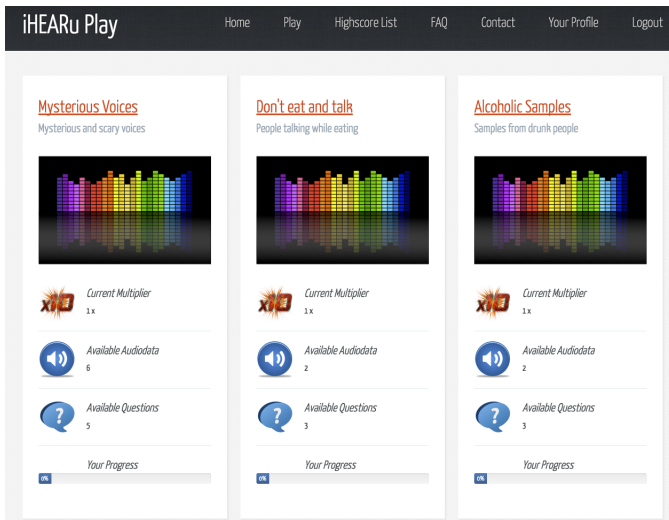 iHEARu Play
Home Play Highscore List FAQ Contact Your Profile Logout
Mysterious Voices
Mysterious and scary voices
x10
Current Multiplier
1 x
Available Audiodata
6
Available Questions
5
Your Progress
0%
Don't eat and talk
People talking while eating
x10
Current Multiplier
1 x
Available Audiodata
2
Available Questions
3
Your Progress
0%
Alcoholic Samples
Samples from drunk people
x10
Current Multiplier
1 x
Available Audiodata
2
Available Questions
3
Your Progress
0%